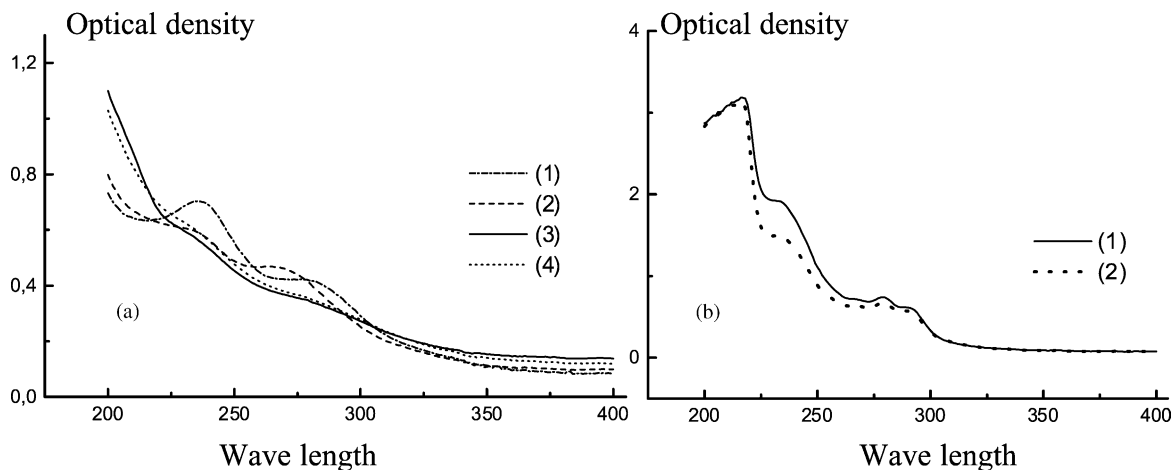 Optical density
1,2
0,8
0,4
0,0
(1)
(2)
(3)
(4)
(a)
200 250 300 350 400
Wave length
Optical density
4
2
0
(1)
(2)
(b)
200 250 300 350 400
Wave length